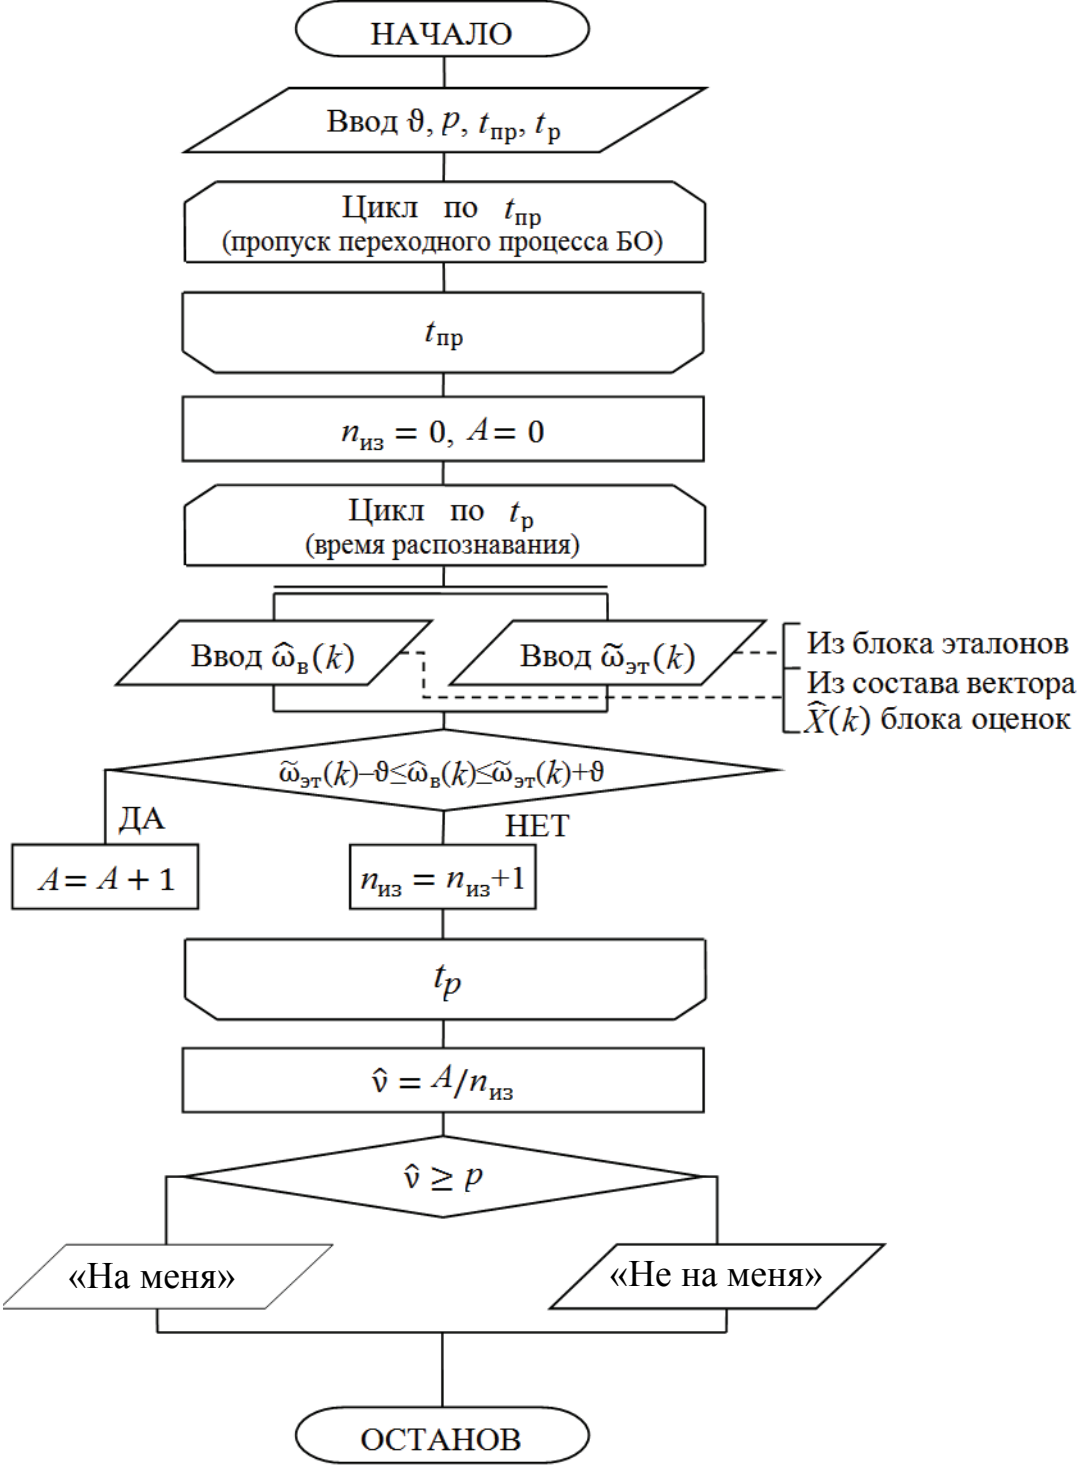 НАЧАЛО
Ввод ϑ, p, tпр, tр
Цикл по tпр
(пропуск переходного процесса БО)
tпр
nиз = 0, A = 0
Цикл по tр
(время распознавания)
Ввод ω̂в(k)
Ввод ω̃эт(k)
Из блока эталонов
Из состава вектора
X̂(k) блока оценок
ω̃эт(k)–ϑ≤ω̂в(k)≤ω̃эт(k)+ϑ
ДА
НЕТ
A = A + 1
nиз = nиз+1
tp
ν̂ = A/nиз
ν̂ ≥ p
«На меня»
«Не на меня»
ОСТАНОВ